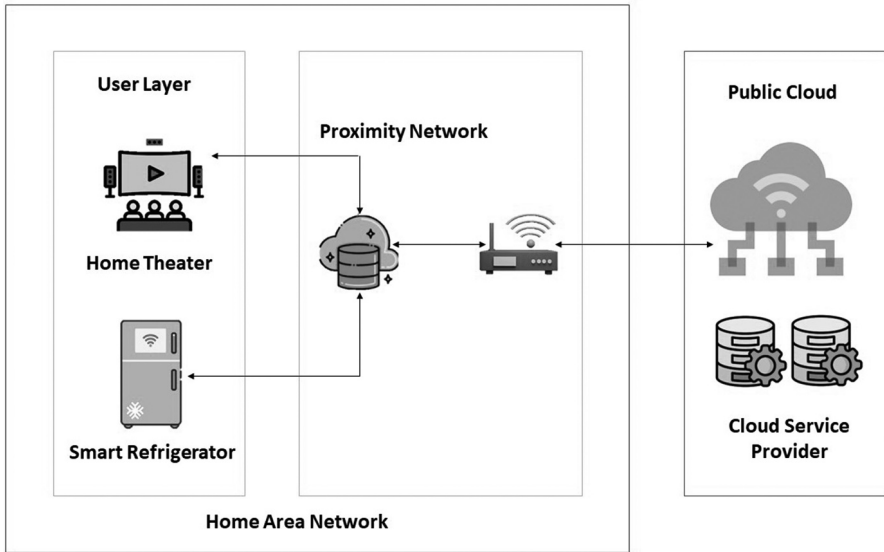 User Layer
Home Theater
Smart Refrigerator
Proximity Network
Home Area Network
Public Cloud
Cloud Service
Provider